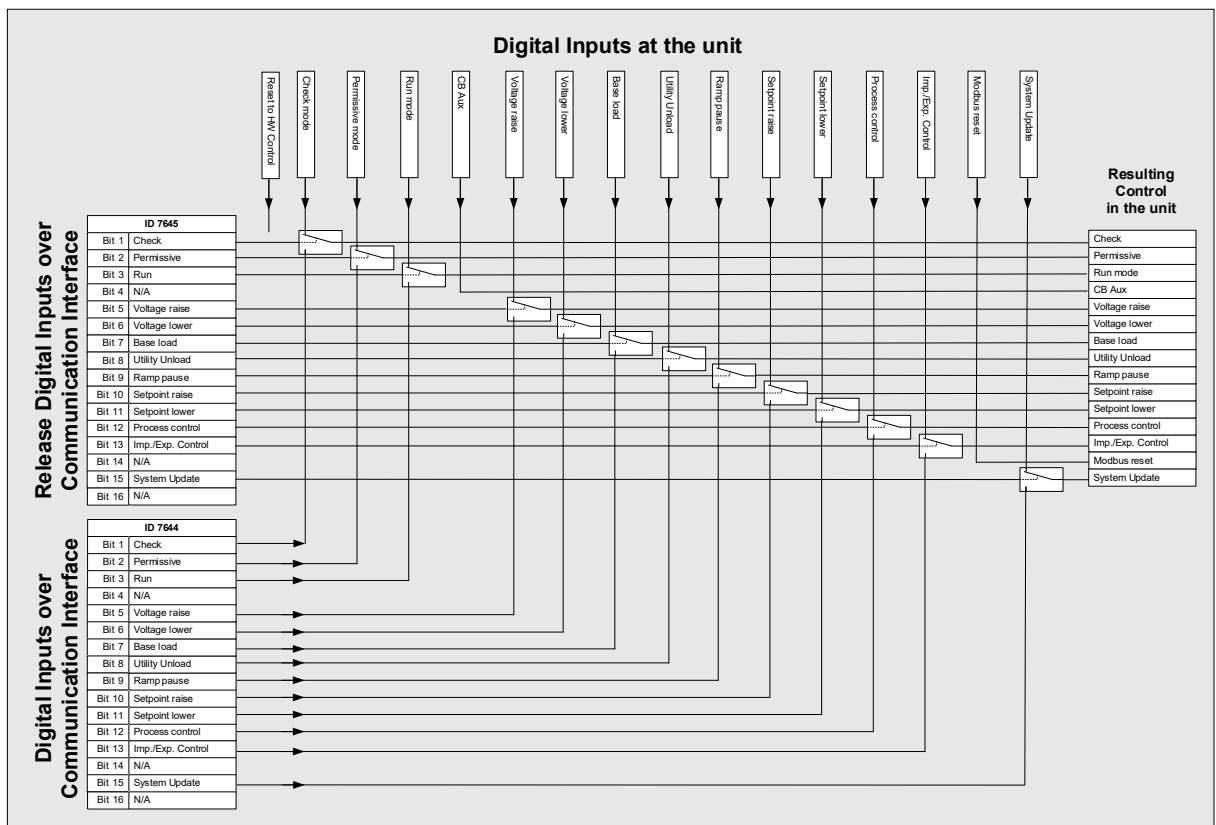 Digital Inputs at the unit
Reset to HW Control
Check mode
Permissive mode
Run mode
CB Aux
Voltage raise
Voltage lower
Base load
Utility Unload
Ramp pause
Setpoint raise
Setpoint lower
Process control
Imp./Exp. Control
Modbus reset
System Update
Resulting
Control
in the unit
Release Digital Inputs over
Communication Interface
ID 7645
Bit 1 Check
Bit 2 Permissive
Bit 3 Run
Bit 4 N/A
Bit 5 Voltage raise
Bit 6 Voltage lower
Bit 7 Base load
Bit 8 Utility Unload
Bit 9 Ramp pause
Bit 10 Setpoint raise
Bit 11 Setpoint lower
Bit 12 Process control
Bit 13 Imp./Exp. Control
Bit 14 N/A
Bit 15 System Update
Bit 16 N/A
Check
Permissive
Run mode
CB Aux
Voltage raise
Voltage lower
Base load
Utility Unload
Ramp pause
Setpoint raise
Setpoint lower
Process control
Imp./Exp. Control
Modbus reset
System Update
Digital Inputs over
Communication Interface
ID 7644
Bit 1 Check
Bit 2 Permissive
Bit 3 Run
Bit 4 N/A
Bit 5 Voltage raise
Bit 6 Voltage lower
Bit 7 Base load
Bit 8 Utility Unload
Bit 9 Ramp pause
Bit 10 Setpoint raise
Bit 11 Setpoint lower
Bit 12 Process control
Bit 13 Imp./Exp. Control
Bit 14 N/A
Bit 15 System Update
Bit 16 N/A